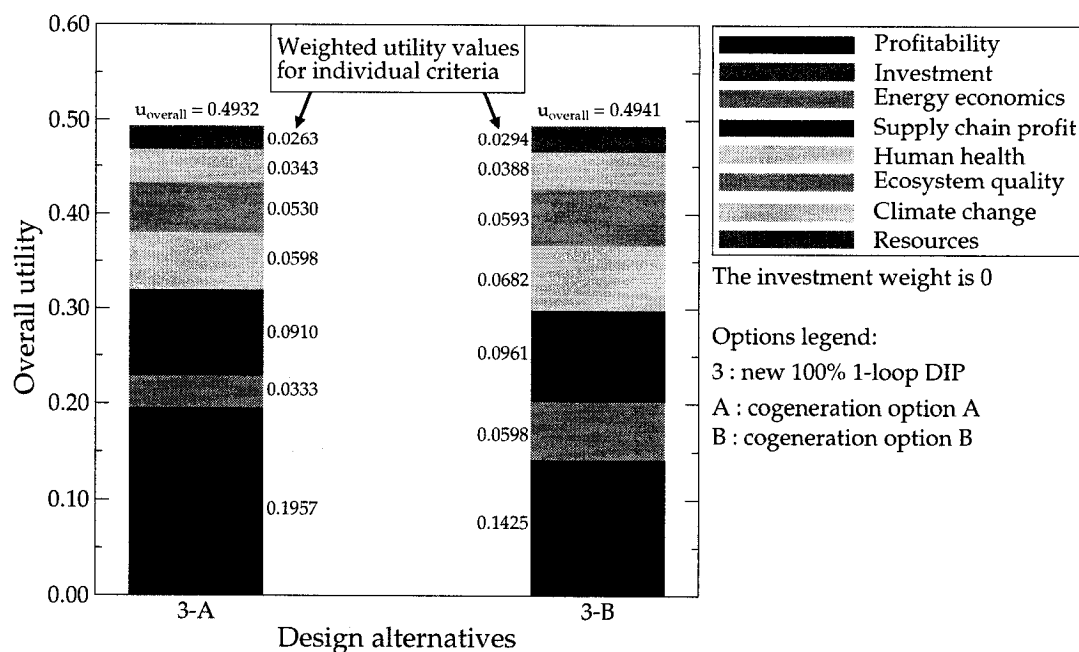 0.60
0.50
0.40
0.30
0.20
0.10
0.00
Overall utility
Weighted utility values
for individual criteria
u_overall = 0.4932
0.0263
0.0343
0.0530
0.0598
0.0910
0.0333
0.1957
3-A
u_overall = 0.4941
0.0294
0.0388
0.0593
0.0682
0.0961
0.0598
0.1425
3-B
Design alternatives
Profitability
Investment
Energy economics
Supply chain profit
Human health
Ecosystem quality
Climate change
Resources
The investment weight is 0
Options legend:
3 : new 100% 1-loop DIP
A : cogeneration option A
B : cogeneration option B